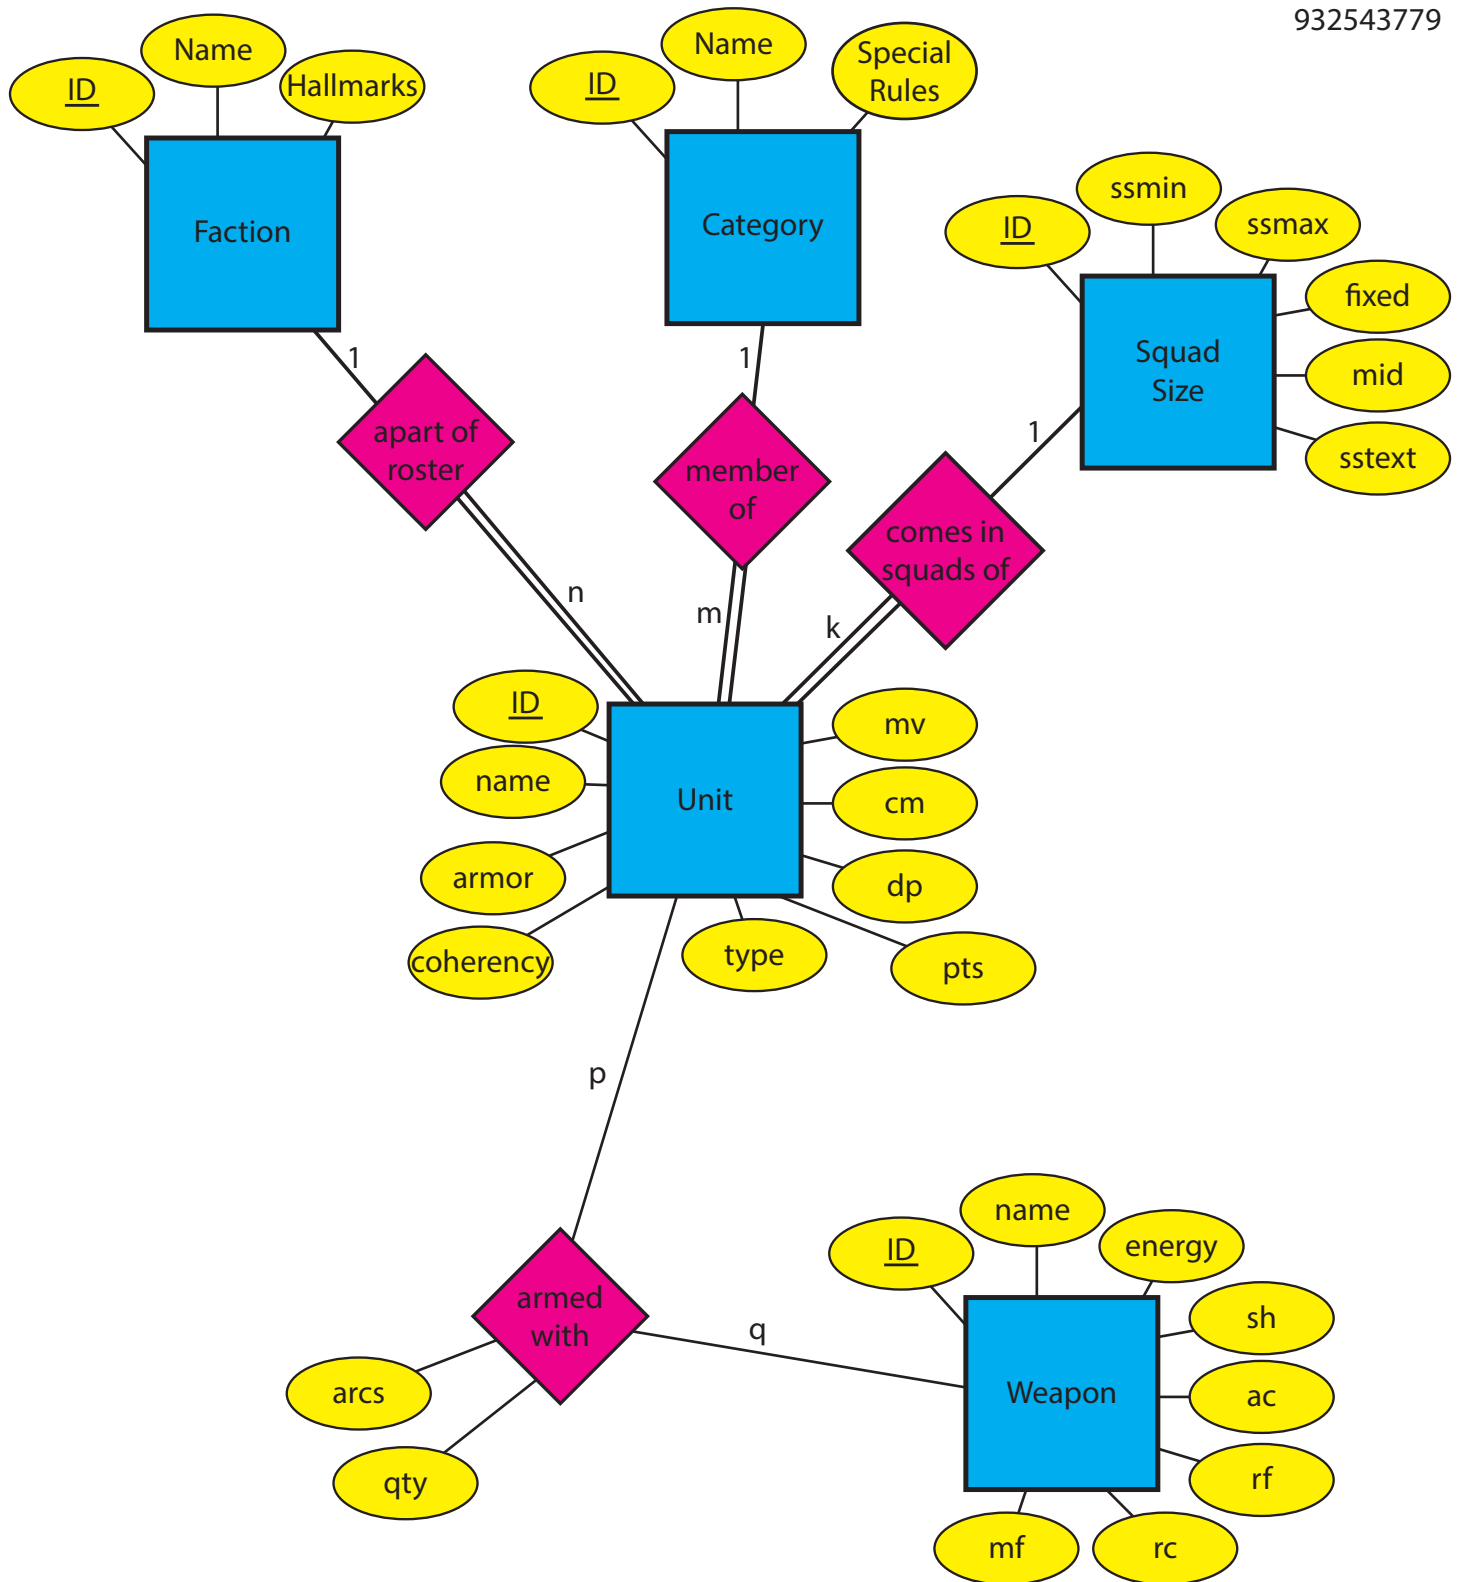 932543779
ID
Name
Hallmarks
Faction
ID
Name
Special
Rules
Category
ID
ssmin
ssmax
fixed
mid
sstext
Squad
Size
1
1
1
apart of
roster
member
of
comes in
squads of
n
m
k
ID
name
armor
coherency
Unit
mv
cm
dp
type
pts
p
armed
with
q
arcs
qty
ID
name
energy
sh
ac
rf
rc
mf
Weapon